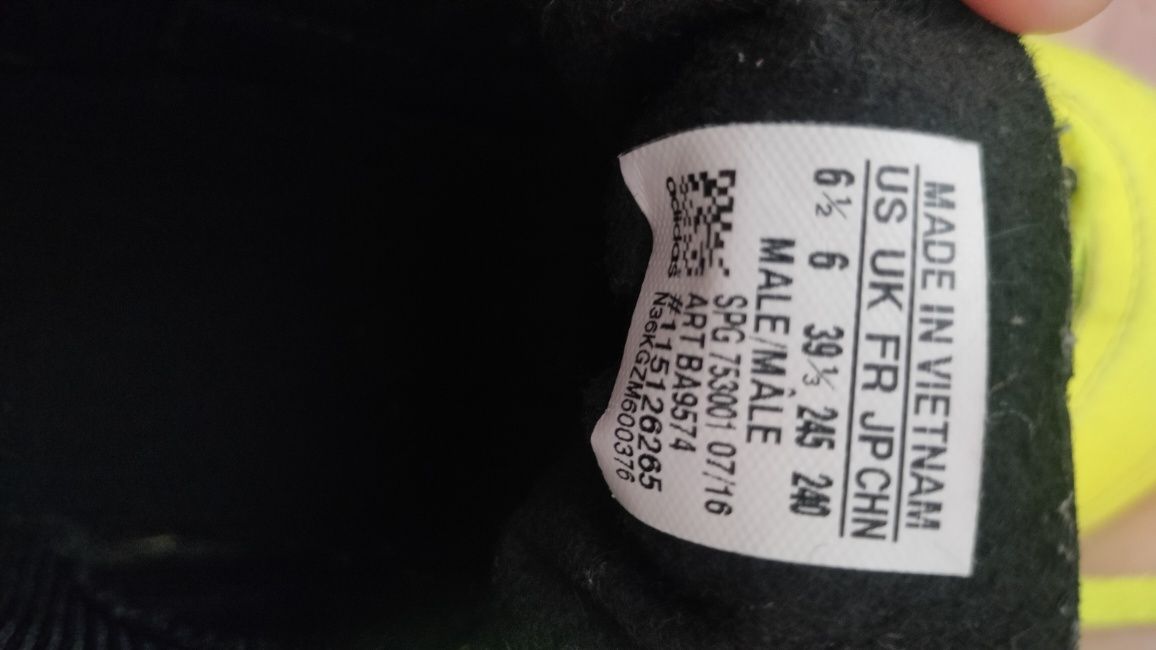 MADE IN VIETNAM
US UK FR JP CHN
6½ 6 39⅓ 245 240
MALE/MÂLE
SPG 753001 07/16
ART BA9574
#115126265
N36KGZM600376
adidas